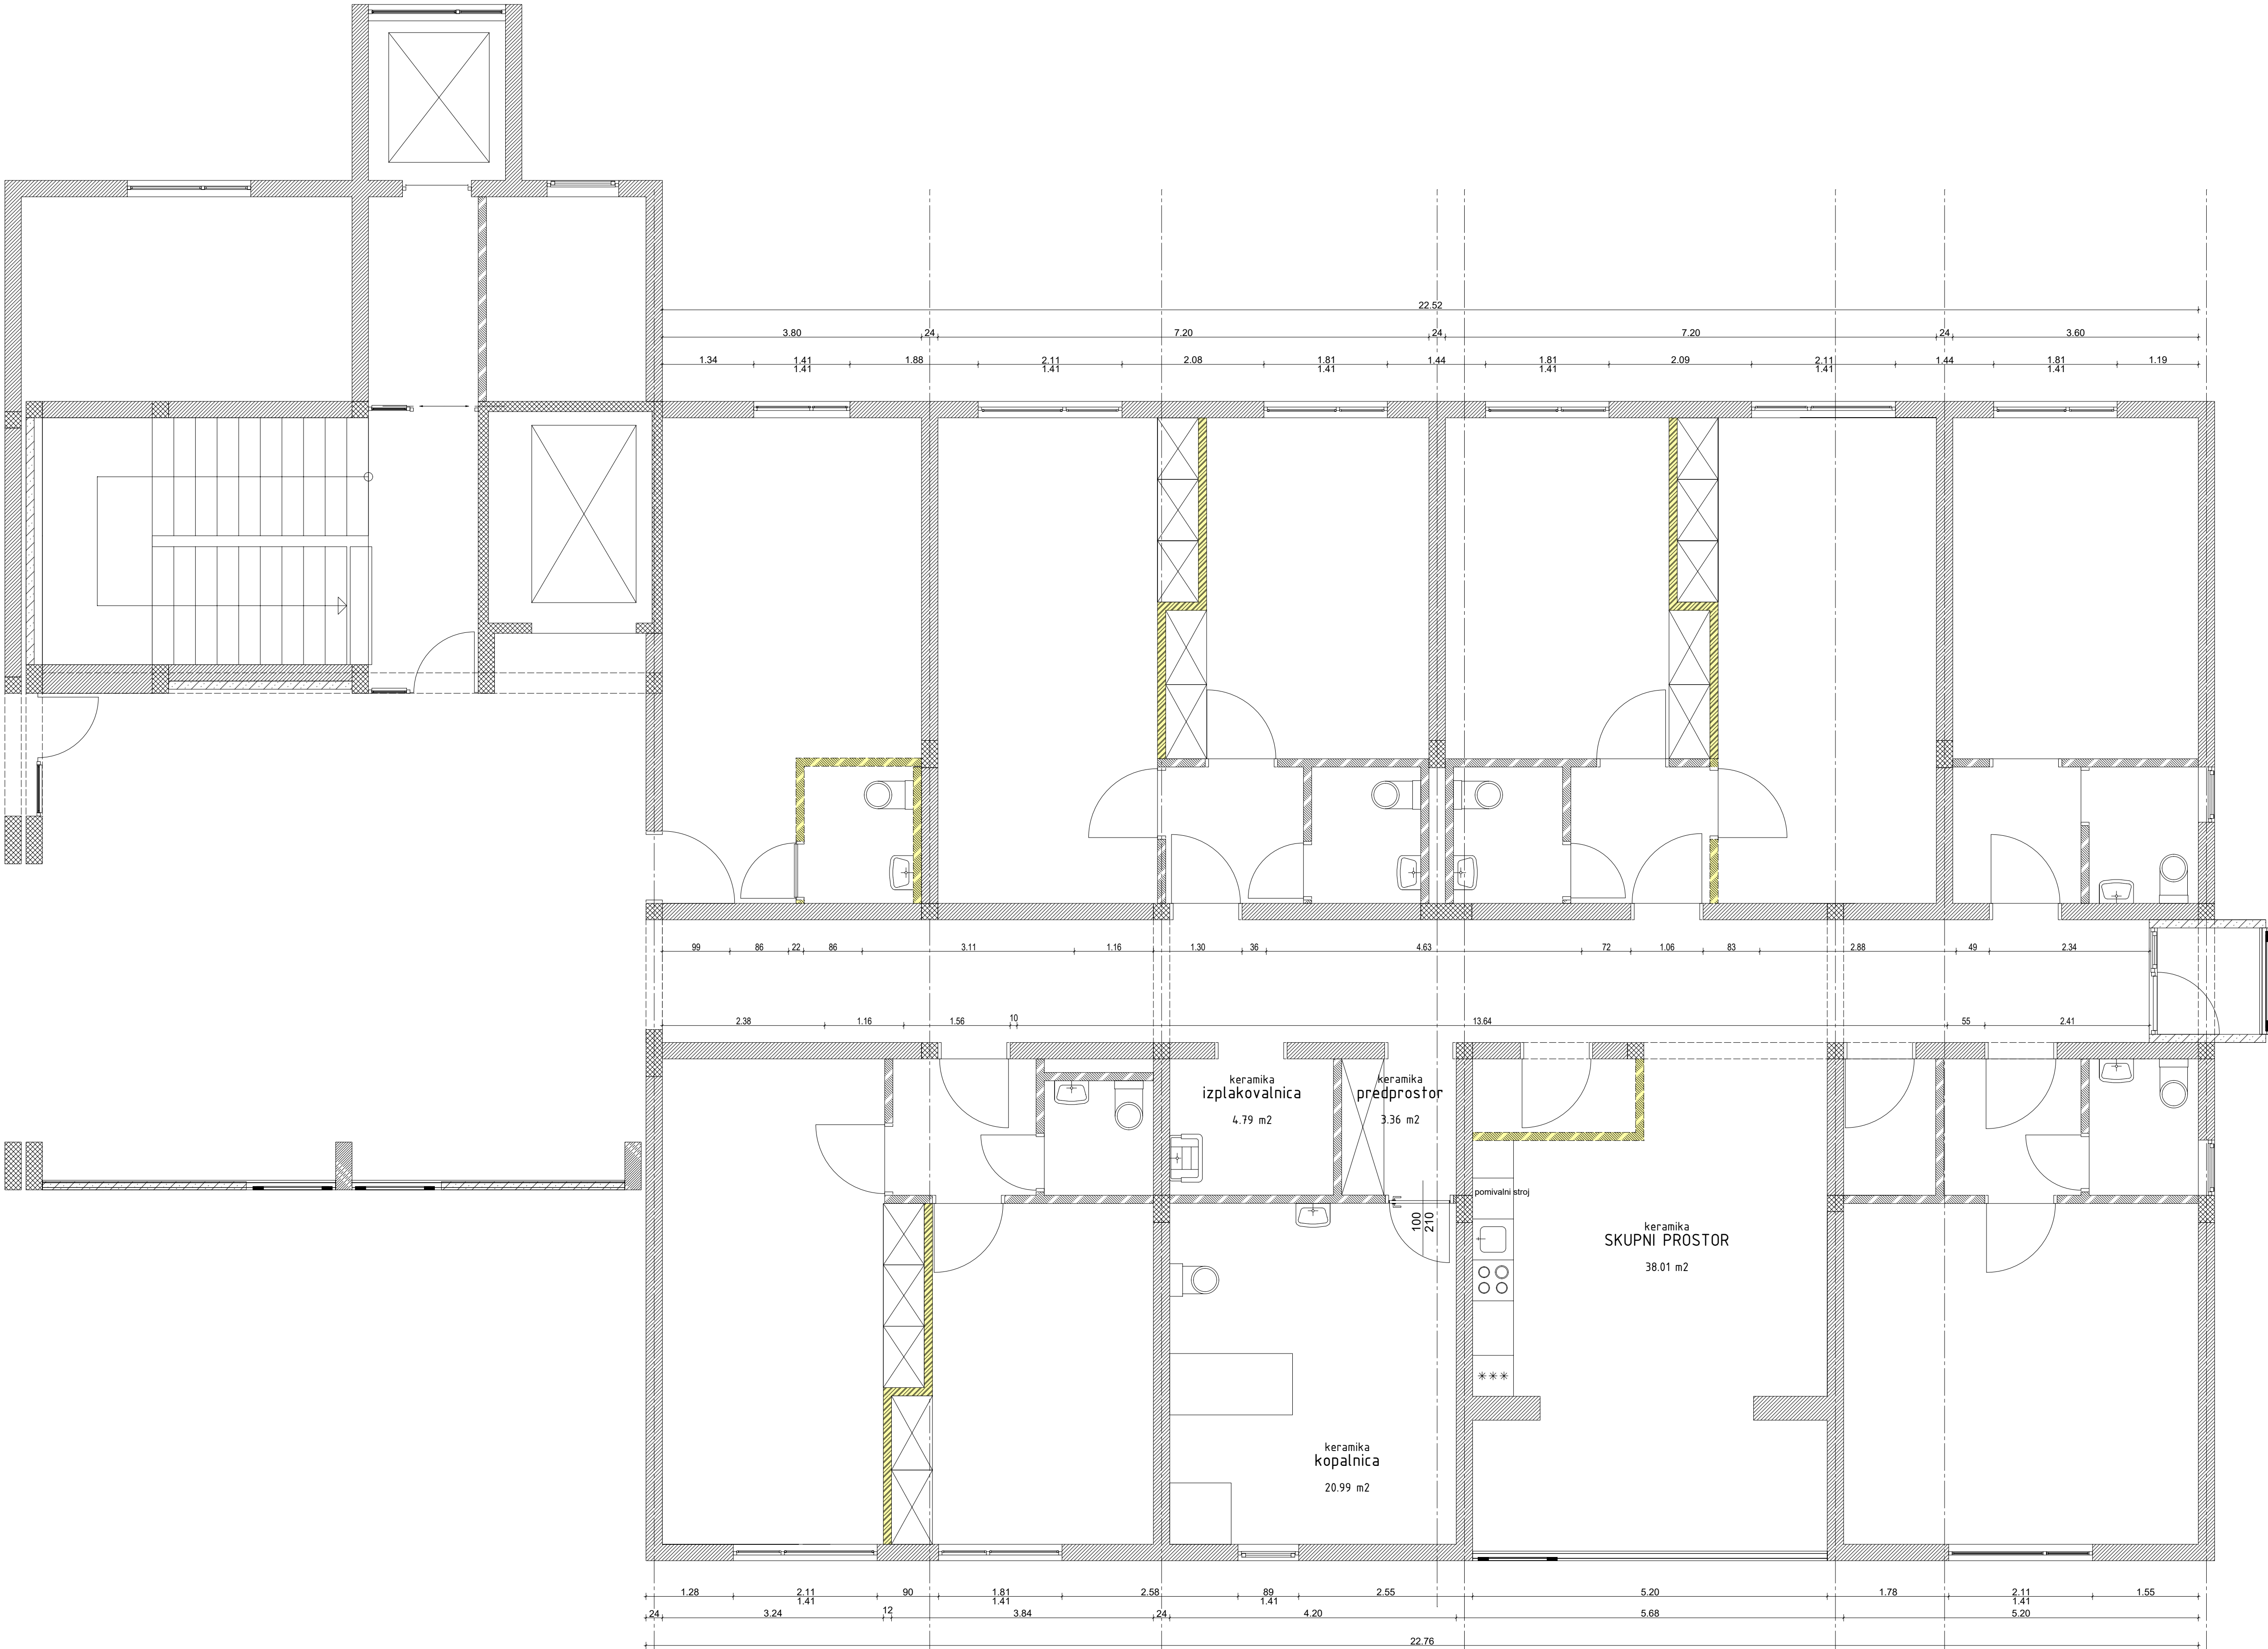 22.52
3.80 24 7.20 24 7.20 24 3.60
1.34 1.41 1.88 2.11 2.08 1.81 1.44 1.81 2.09 2.11 1.44 1.81 1.19
1.41 1.41 1.41 1.41 1.41 1.41
99 86 22 86 3.11 1.16 1.30 36 4.63 72 1.06 83 2.88 49 2.34
2.38 1.16 1.56 10 13.64 55 2.41
keramika
izplakovalnica
4.79 m2
keramika
predprostor
3.36 m2
pomivalni stroj
100
210
keramika
SKUPNI PROSTOR
38.01 m2
***
keramika
kopalnica
20.99 m2
1.28 2.11 90 1.81 2.58 89 2.55 5.20 1.78 2.11 1.55
1.41 1.41 1.41 1.41
24 3.24 12 3.84 24 4.20 5.68 5.20
22.76